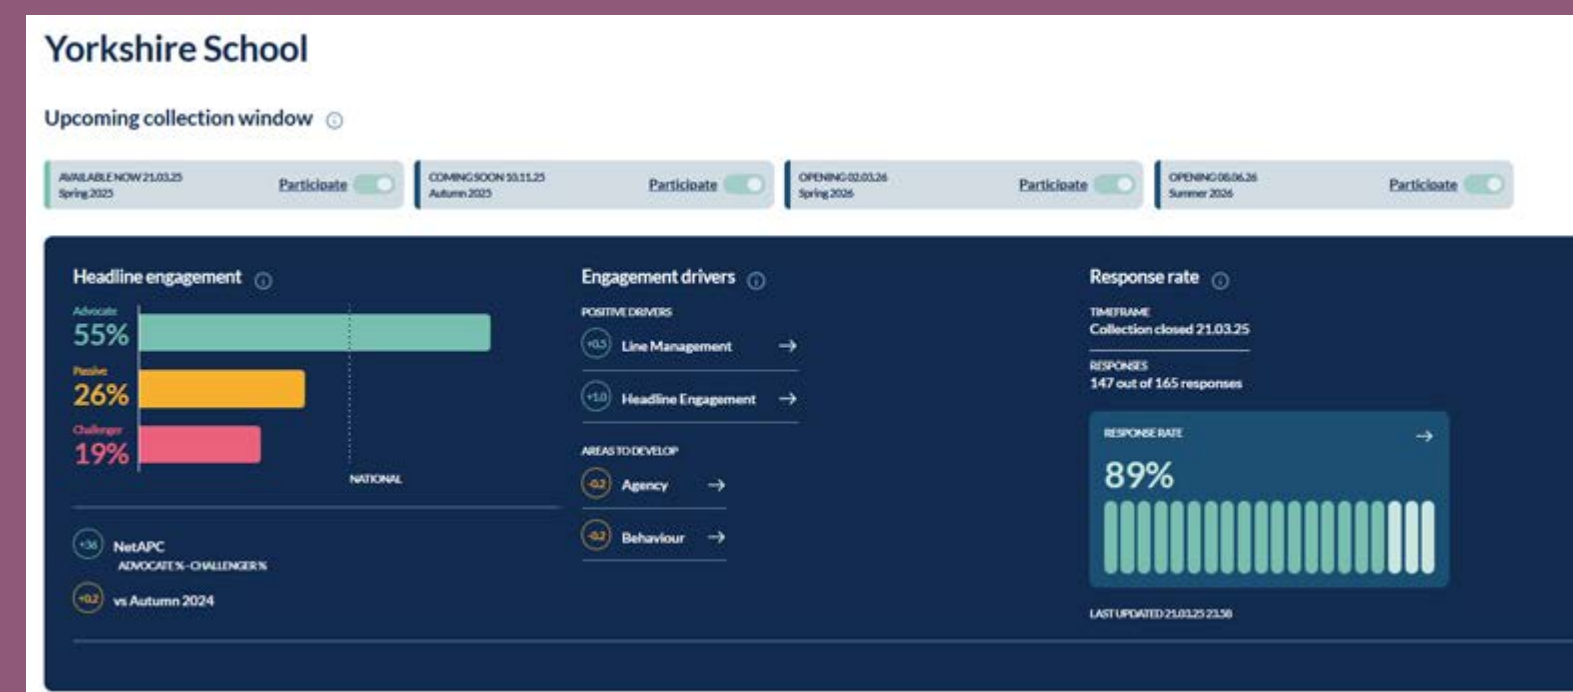 Yorkshire School
Upcoming collection window
AVAILABLE NOW 21.03.25
Spring 2025
Participate
COMING SOON 10.11.25
Autumn 2025
Participate
OPENING 02.03.26
Spring 2026
Participate
OPENING 08.06.26
Summer 2026
Participate
Headline engagement
Advocate
55%
Passive
26%
Challenger
19%
NATIONAL
+36 NetAPC
ADVOCATE % - CHALLENGER %
+0.2 vs Autumn 2024
Engagement drivers
POSITIVE DRIVERS
+0.5 Line Management →
+1.0 Headline Engagement →
AREAS TO DEVELOP
-0.2 Agency →
-0.2 Behaviour →
Response rate
TIMEFRAME
Collection closed 21.03.25
RESPONSES
147 out of 165 responses
RESPONSE RATE →
89%
LAST UPDATED 21.03.25 23.58